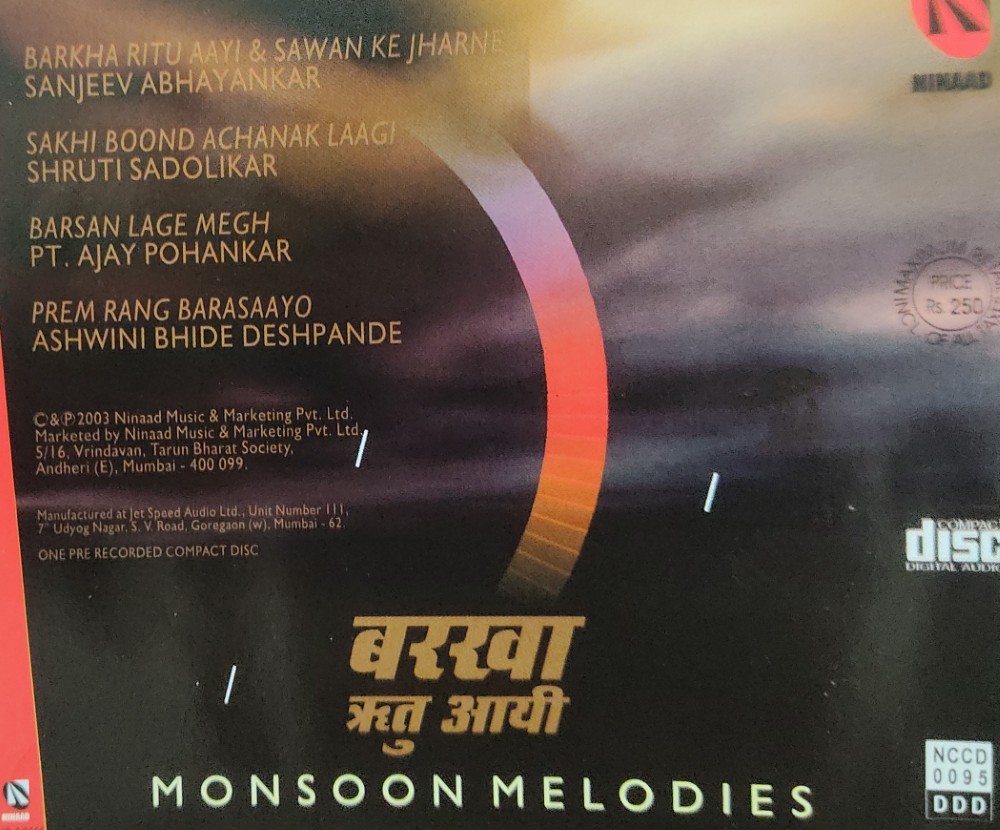 BARKHA RITU AAYI & SAWAN KE JHARNE
SANJEEV ABHAYANKAR
SAKHI BOOND ACHANAK LAAGI
SHRUTI SADOLIKAR
BARSAN LAGE MEGH
PT. AJAY POHANKAR
PREM RANG BARASAAYO
ASHWINI BHIDE DESHPANDE
©&℗2003 Ninaad Music & Marketing Pvt. Ltd.
Marketed by Ninaad Music & Marketing Pvt. Ltd.
5/16, Vrindavan, Tarun Bharat Society,
Andheri (E), Mumbai - 400 099.
Manufactured at Jet Speed Audio Ltd., Unit Number 111,
7" Udyog Nagar, S. V. Road, Goregaon (w), Mumbai - 62.
ONE PRE RECORDED COMPACT DISC
NINAAD
PRICE
Rs. 250
COMPACT
disc
DIGITAL AUDIO
बरखा
ऋतु आयी
MONSOON MELODIES
NCCD
0095
DDD
NINAAD